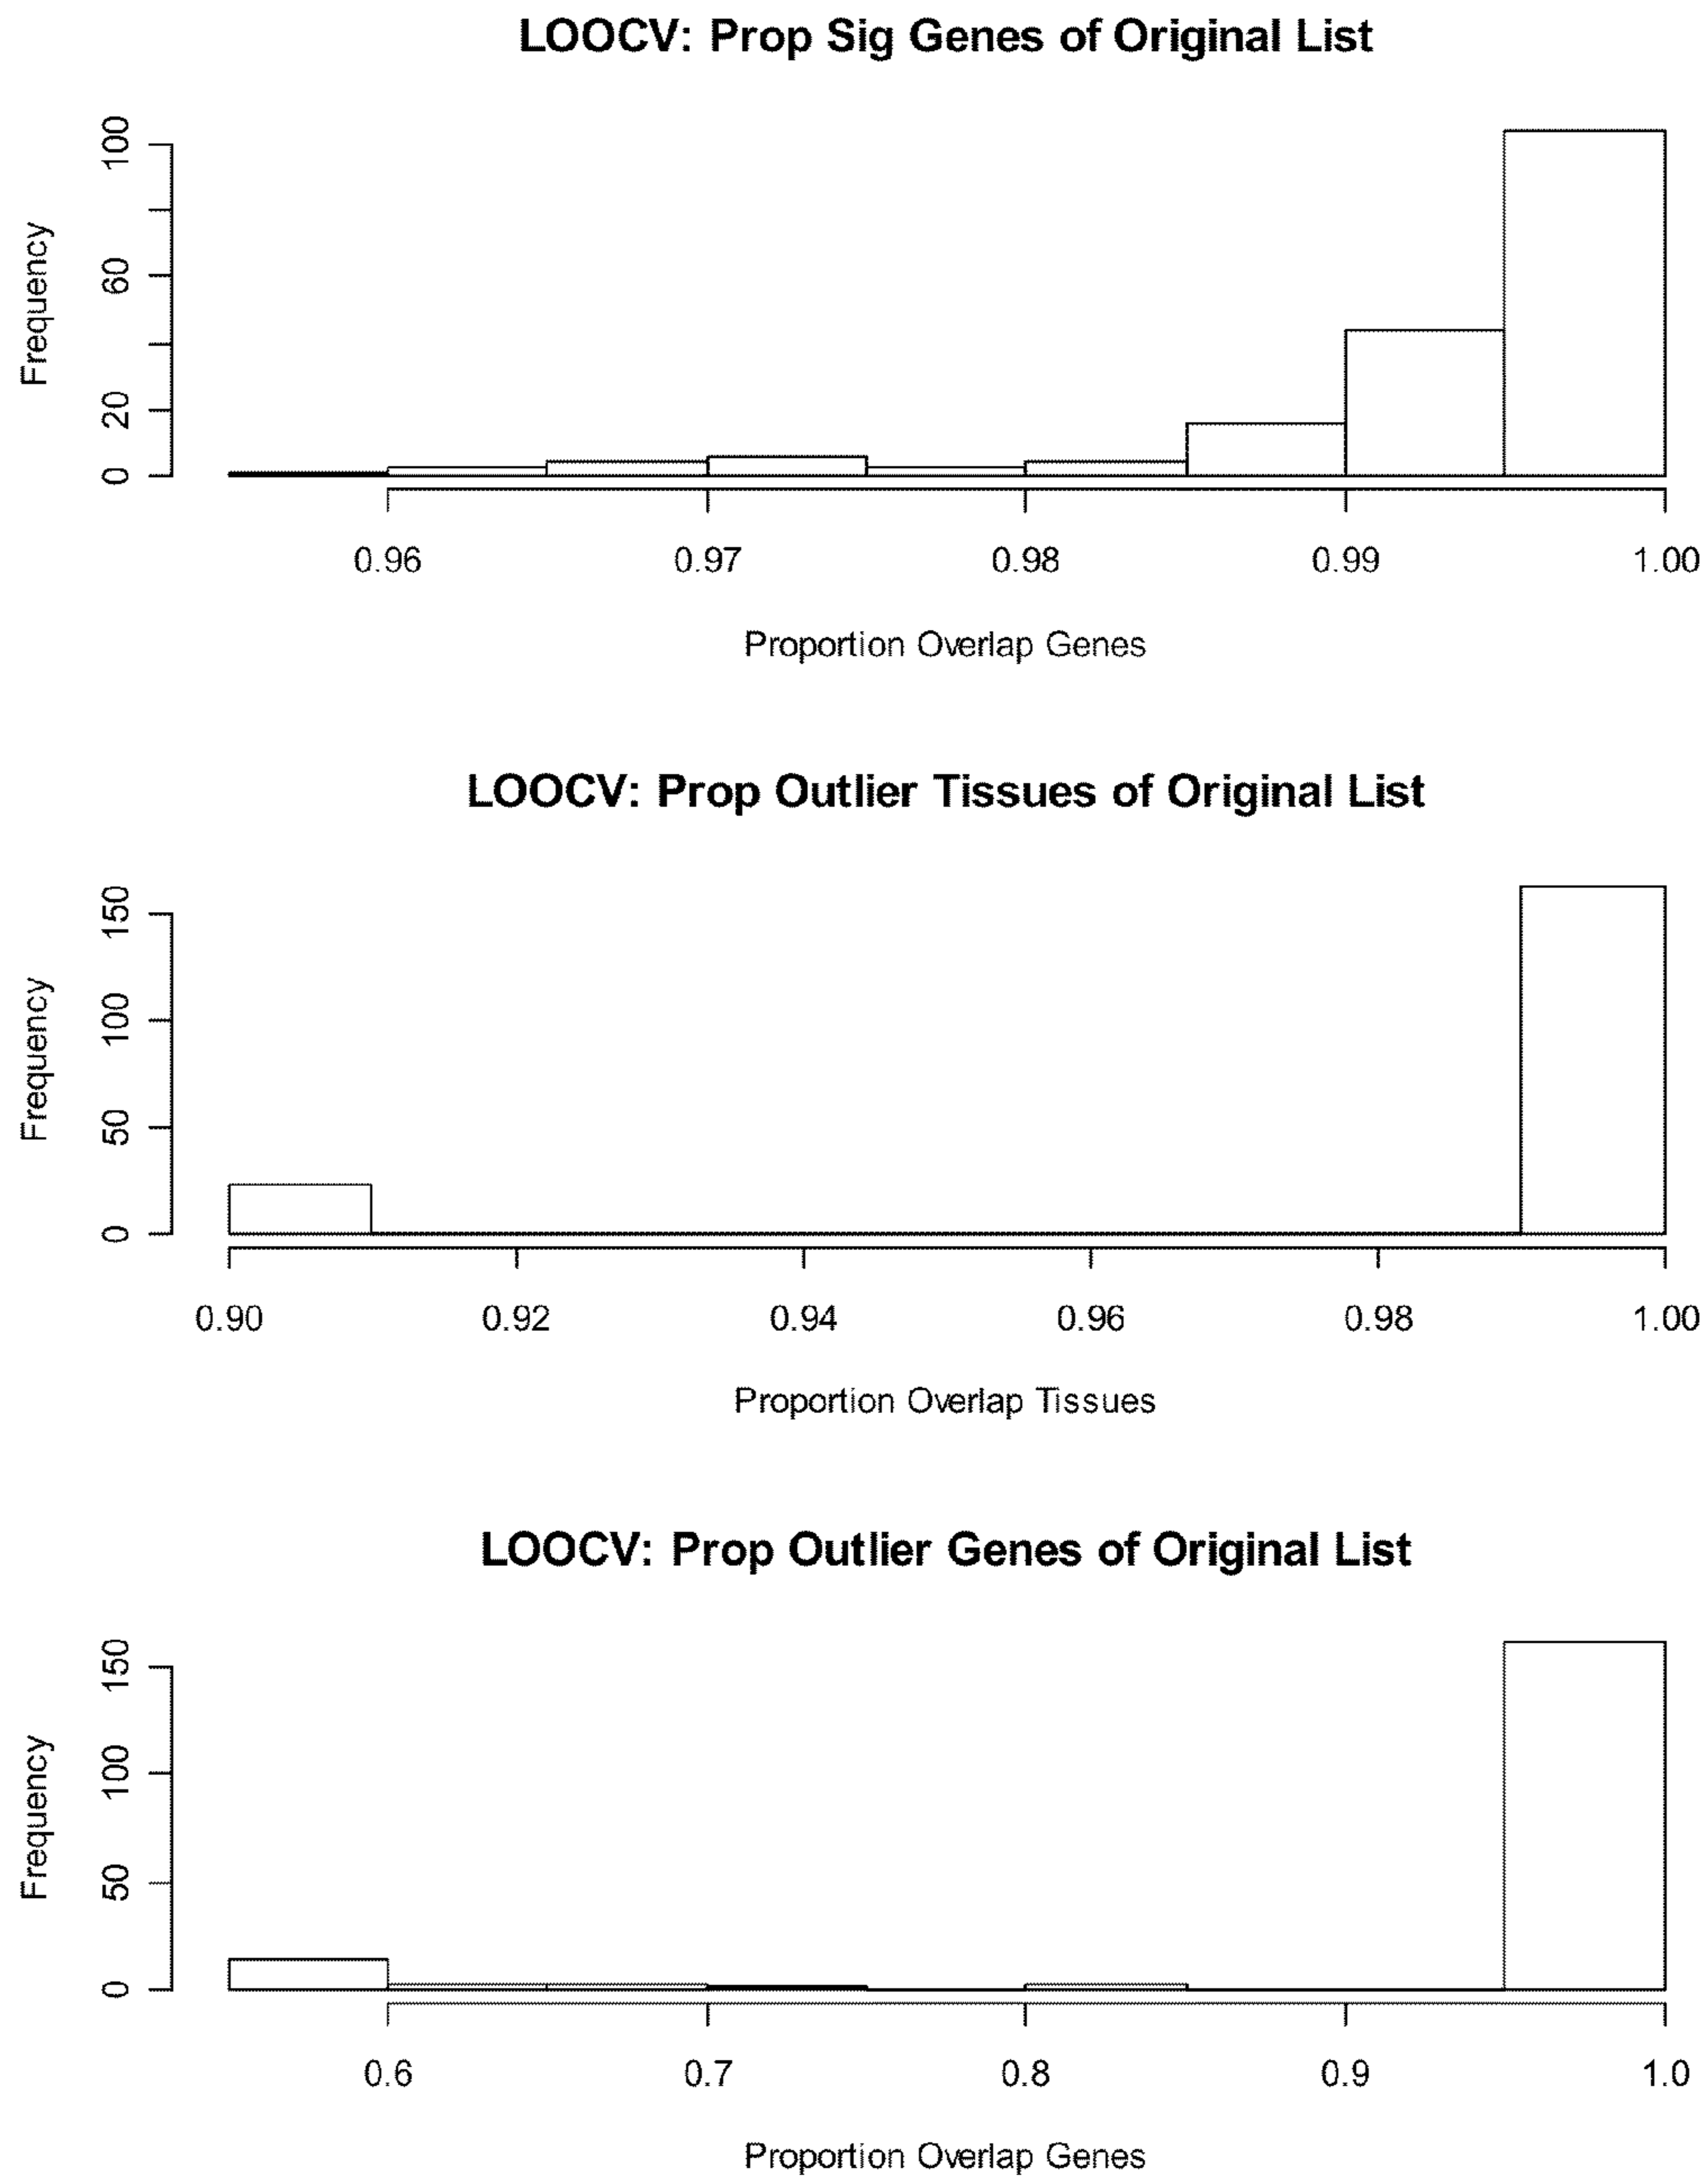 LOOCV: Prop Sig Genes of Original List
Frequency
100
60
20
0
0.96 0.97 0.98 0.99 1.00
Proportion Overlap Genes
LOOCV: Prop Outlier Tissues of Original List
Frequency
150
100
50
0
0.90 0.92 0.94 0.96 0.98 1.00
Proportion Overlap Tissues
LOOCV: Prop Outlier Genes of Original List
Frequency
150
100
50
0
0.6 0.7 0.8 0.9 1.0
Proportion Overlap Genes